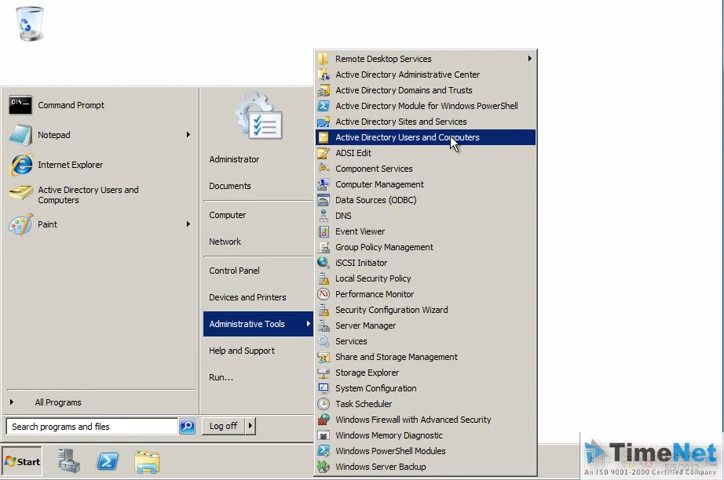 Command Prompt
Notepad
Internet Explorer
Active Directory Users and
Computers
Paint
All Programs
Search programs and files
Administrator
Documents
Computer
Network
Control Panel
Devices and Printers
Administrative Tools
Help and Support
Run...
Log off
Remote Desktop Services
Active Directory Administrative Center
Active Directory Domains and Trusts
Active Directory Module for Windows PowerShell
Active Directory Sites and Services
Active Directory Users and Computers
ADSI Edit
Component Services
Computer Management
Data Sources (ODBC)
DNS
Event Viewer
Group Policy Management
iSCSI Initiator
Local Security Policy
Performance Monitor
Security Configuration Wizard
Server Manager
Services
Share and Storage Management
Storage Explorer
System Configuration
Task Scheduler
Windows Firewall with Advanced Security
Windows Memory Diagnostic
Windows PowerShell Modules
Windows Server Backup
Start
TimeNet
An ISO 9001-2000 Certified Company